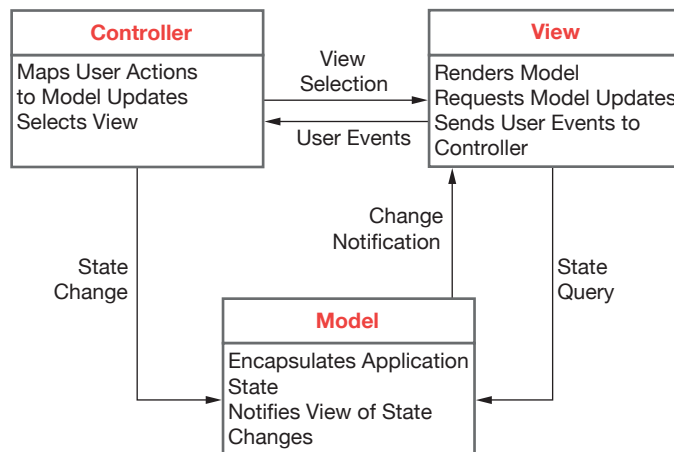 Controller
Maps User Actions
to Model Updates
Selects View
View
Selection
User Events
View
Renders Model
Requests Model Updates
Sends User Events to
Controller
State
Change
Change
Notification
State
Query
Model
Encapsulates Application
State
Notifies View of State
Changes